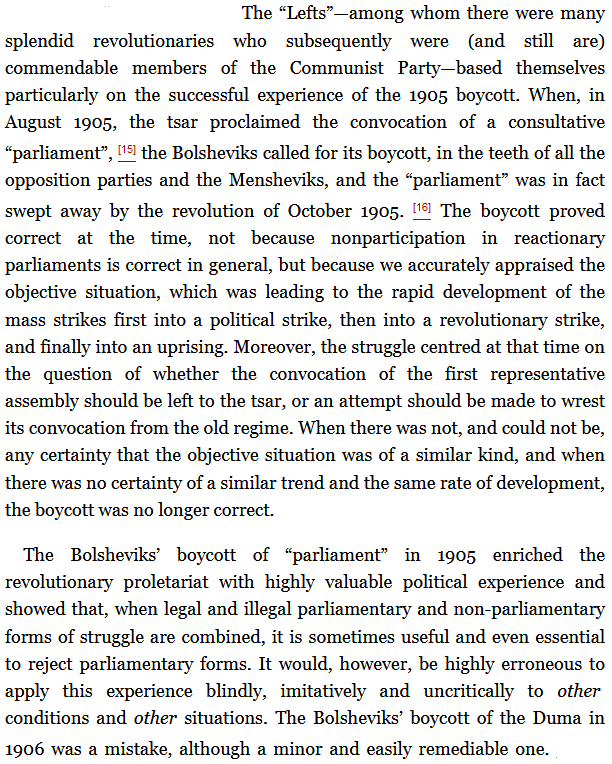 The “Lefts”—among whom there were many
splendid revolutionaries who subsequently were (and still are)
commendable members of the Communist Party—based themselves
particularly on the successful experience of the 1905 boycott. When, in
August 1905, the tsar proclaimed the convocation of a consultative
“parliament”, [15] the Bolsheviks called for its boycott, in the teeth of all the
opposition parties and the Mensheviks, and the “parliament” was in fact
swept away by the revolution of October 1905. [16] The boycott proved
correct at the time, not because nonparticipation in reactionary
parliaments is correct in general, but because we accurately appraised the
objective situation, which was leading to the rapid development of the
mass strikes first into a political strike, then into a revolutionary strike,
and finally into an uprising. Moreover, the struggle centred at that time on
the question of whether the convocation of the first representative
assembly should be left to the tsar, or an attempt should be made to wrest
its convocation from the old regime. When there was not, and could not be,
any certainty that the objective situation was of a similar kind, and when
there was no certainty of a similar trend and the same rate of development,
the boycott was no longer correct.
The Bolsheviks’ boycott of “parliament” in 1905 enriched the
revolutionary proletariat with highly valuable political experience and
showed that, when legal and illegal parliamentary and non-parliamentary
forms of struggle are combined, it is sometimes useful and even essential
to reject parliamentary forms. It would, however, be highly erroneous to
apply this experience blindly, imitatively and uncritically to other
conditions and other situations. The Bolsheviks’ boycott of the Duma in
1906 was a mistake, although a minor and easily remediable one.